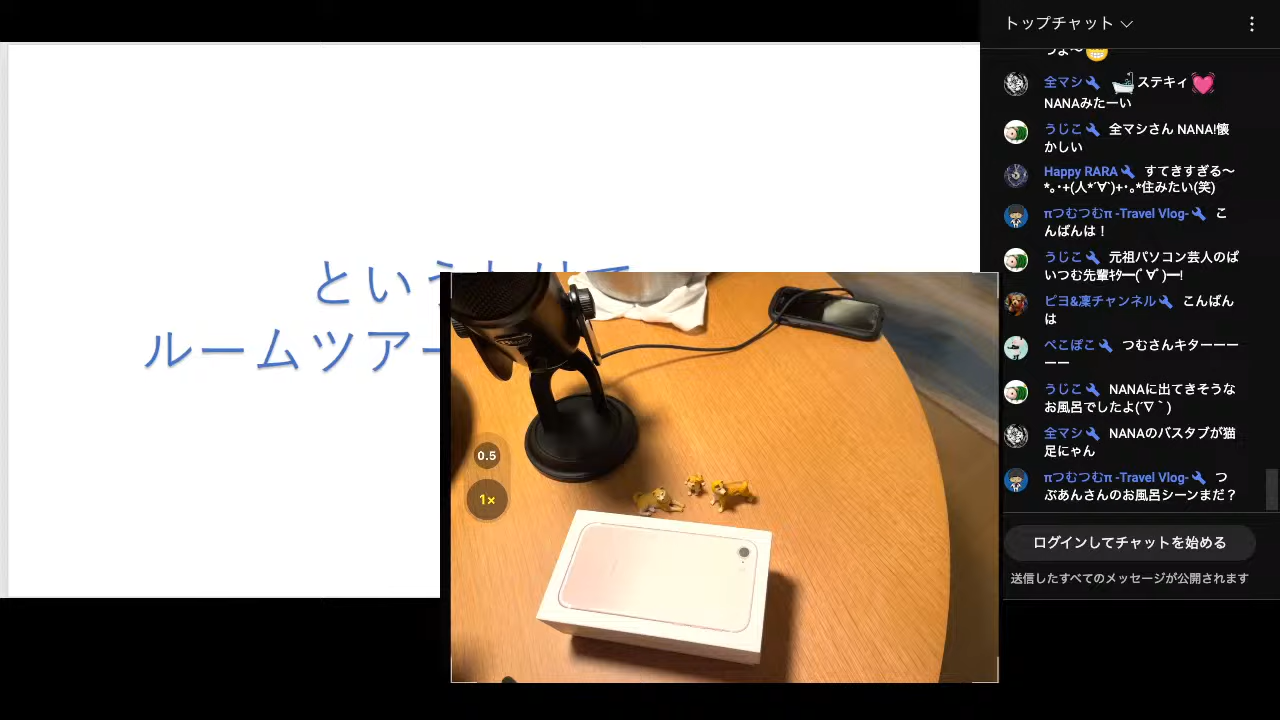 というわけで
ルームツアー
0.5
1×
トップチャット
つよ〜😁
全マシ🔧 🛁ステキィ💓
NANAみたーい
うじこ🔧 全マシさん NANA!懐
かしい
Happy RARA🔧 すてきすぎる〜
*｡･+(人*´∀`)+･｡*住みたい(笑)
πつむつむπ -Travel Vlog-🔧 こ
んばんは！
うじこ🔧 元祖パソコン芸人のぱ
いつむ先輩ｷﾀ━(ﾟ∀ﾟ)━!
ピヨ&凜チャンネル🔧 こんばん
は
ぺこぽこ🔧 つむさんキターーー
ーー
うじこ🔧 NANAに出てきそうな
お風呂でしたよ(´∇｀)
全マシ🔧 NANAのバスタブが猫
足にゃん
πつむつむπ -Travel Vlog-🔧 つ
ぶあんさんのお風呂シーンまだ？
ログインしてチャットを始める
送信したすべてのメッセージが公開されます